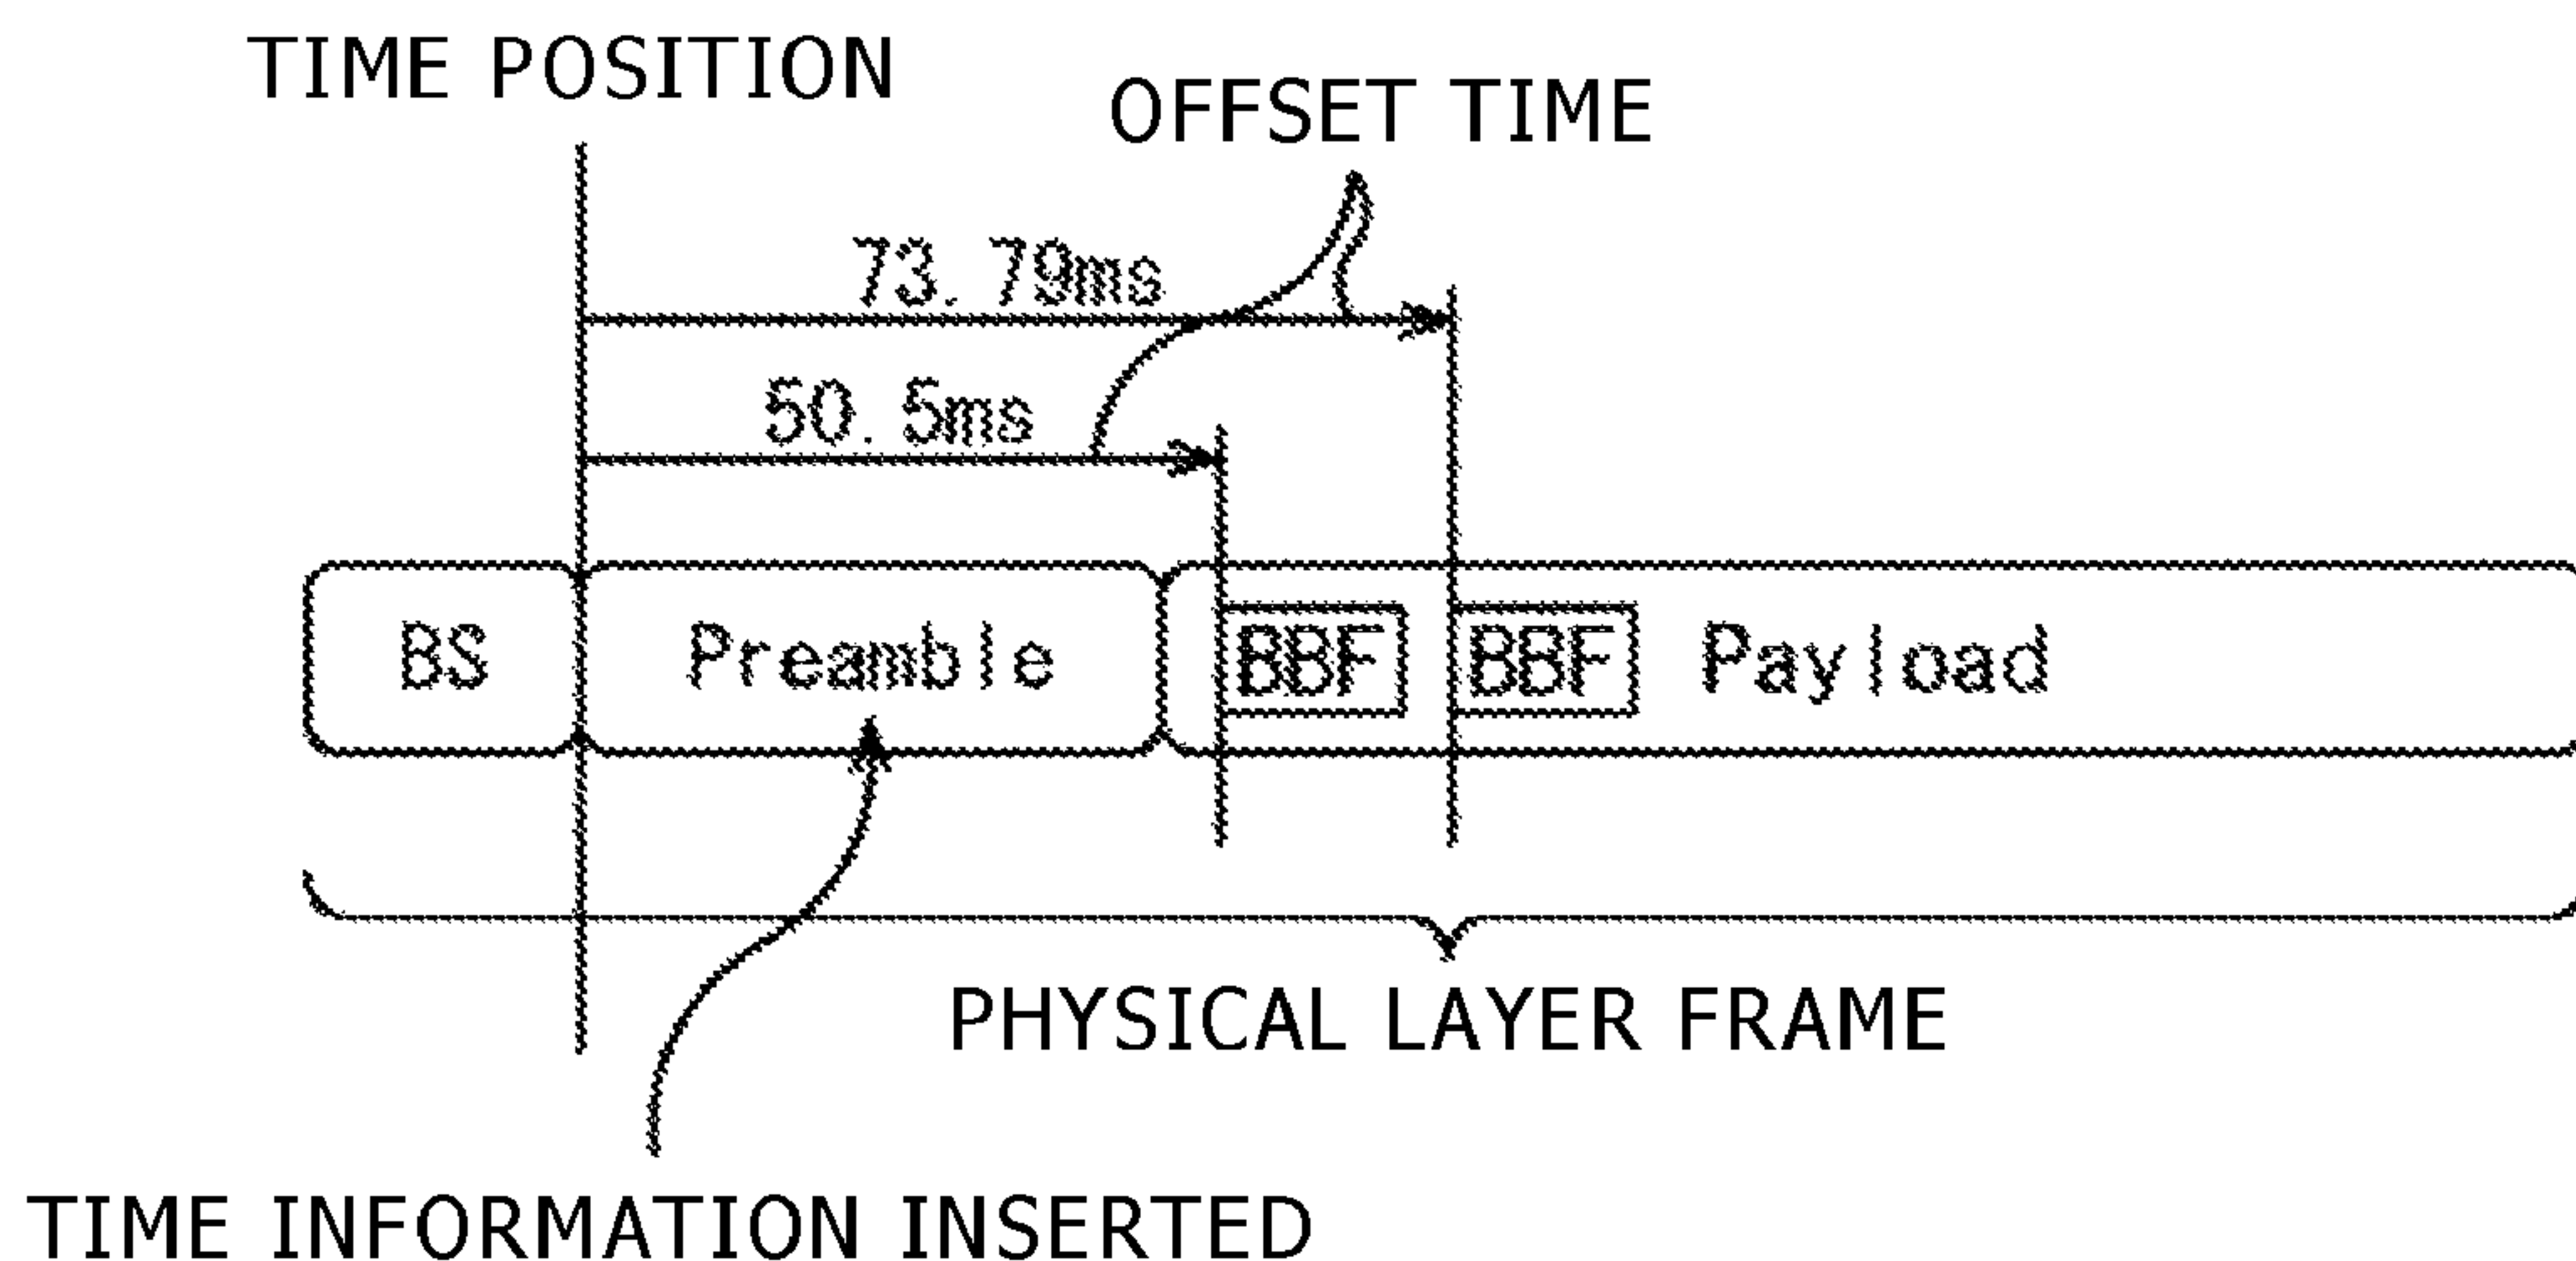 TIME POSITION
OFFSET TIME
73.79ms
50.5ms
BS Preamble BBF BBF Payload
PHYSICAL LAYER FRAME
TIME INFORMATION INSERTED